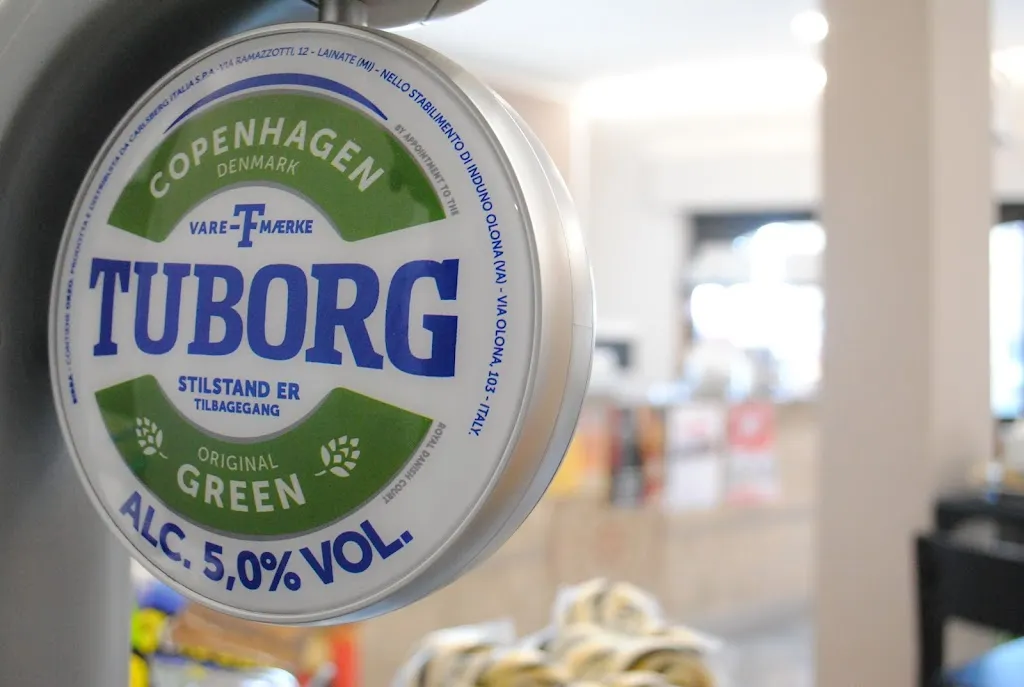 BIRRA - CONTIENE ORZO. PRODOTTA E DISTRIBUITA DA CARLSBERG ITALIA S.P.A. VIA RAMAZZOTTI, 12 - LAINATE (MI) - NELLO STABILIMENTO DI INDUNO OLONA (VA) - VIA OLONA, 103 - ITALY.
COPENHAGEN
DENMARK
BY APPOINTMENT TO THE
VARE-T-MÆRKE
TUBORG
STILSTAND ER
TILBAGEGANG
ROYAL DANISH COURT
ORIGINAL
GREEN
ALC. 5,0% VOL.